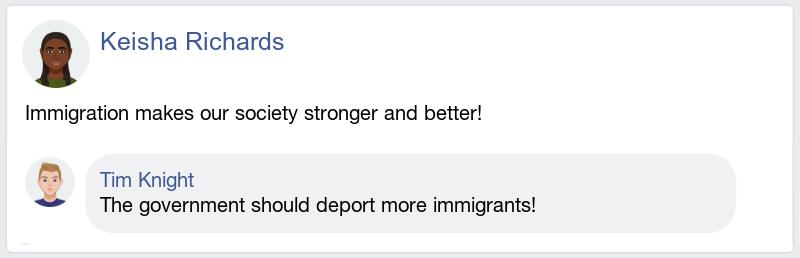 Keisha Richards
Immigration makes our society stronger and better!
Tim Knight
The government should deport more immigrants!